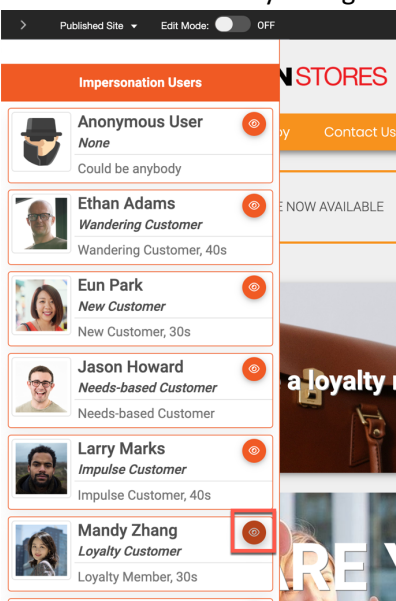 Published Site
Edit Mode:
OFF
Impersonation Users
N STORES
Contact Us
Anonymous User
None
Could be anybody
Ethan Adams
Wandering Customer
Wandering Customer, 40s
NOW AVAILABLE
Eun Park
New Customer
New Customer, 30s
Jason Howard
Needs-based Customer
Needs-based Customer
a loyalty
Larry Marks
Impulse Customer
Impulse Customer, 40s
Mandy Zhang
Loyalty Customer
Loyalty Member, 30s